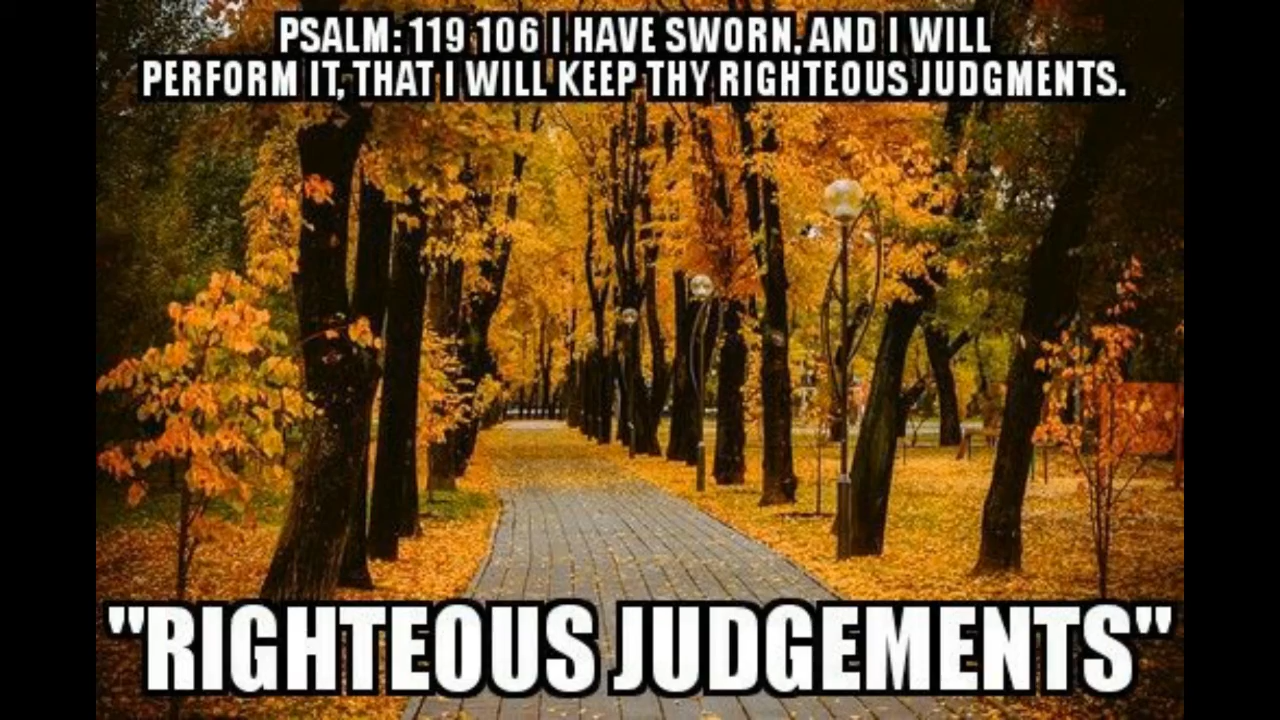 PSALM: 119 106 I HAVE SWORN, AND I WILL
PERFORM IT, THAT I WILL KEEP THY RIGHTEOUS JUDGMENTS.
"RIGHTEOUS JUDGEMENTS"